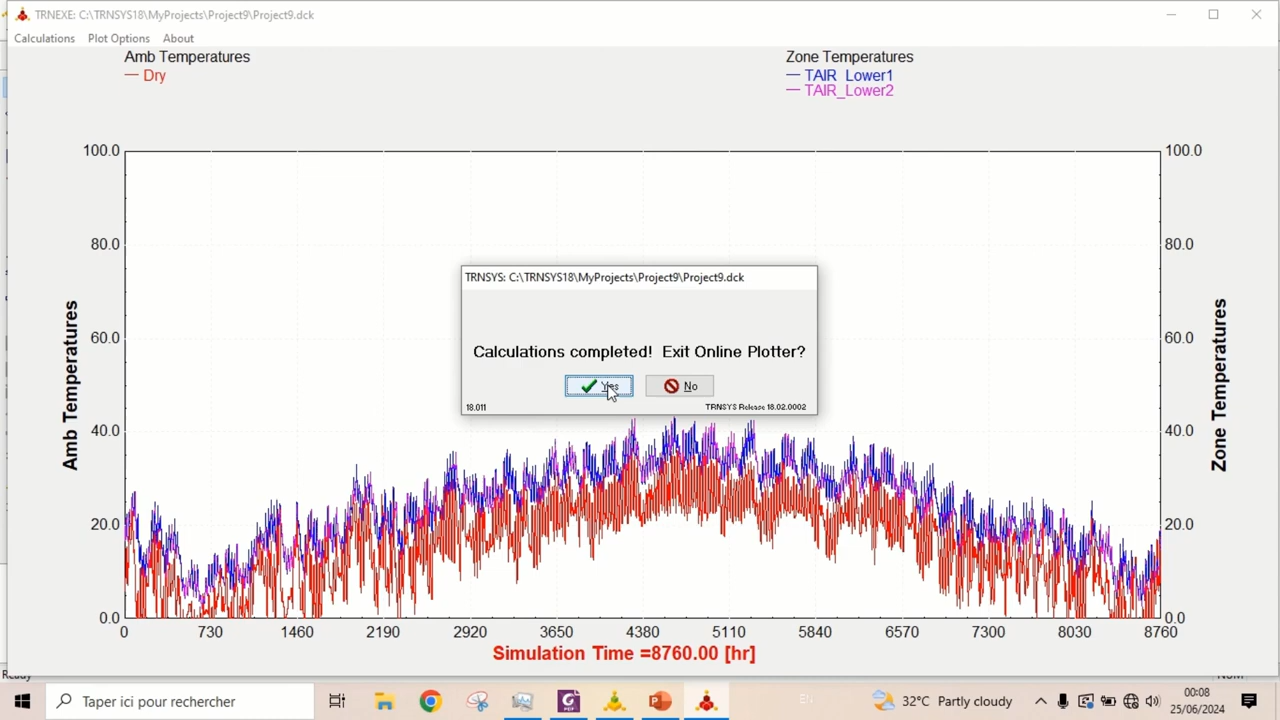 TRNEXE: C:\TRNSYS18\MyProjects\Project9\Project9.dck
Calculations Plot Options About
Amb Temperatures
Dry
Zone Temperatures
TAIR_Lower1
TAIR_Lower2
100.0
80.0
60.0
40.0
20.0
0.0
Amb Temperatures
100.0
80.0
60.0
40.0
20.0
0.0
Zone Temperatures
TRNSYS: C:\TRNSYS18\MyProjects\Project9\Project9.dck
Calculations completed! Exit Online Plotter?
Yes No
18.011 TRNSYS Release 18.02.0002
0 730 1460 2190 2920 3650 4380 5110 5840 6570 7300 8030 8760
Simulation Time =8760.00 [hr]
Ready
Taper ici pour rechercher
32°C Partly cloudy
00:08
25/06/2024